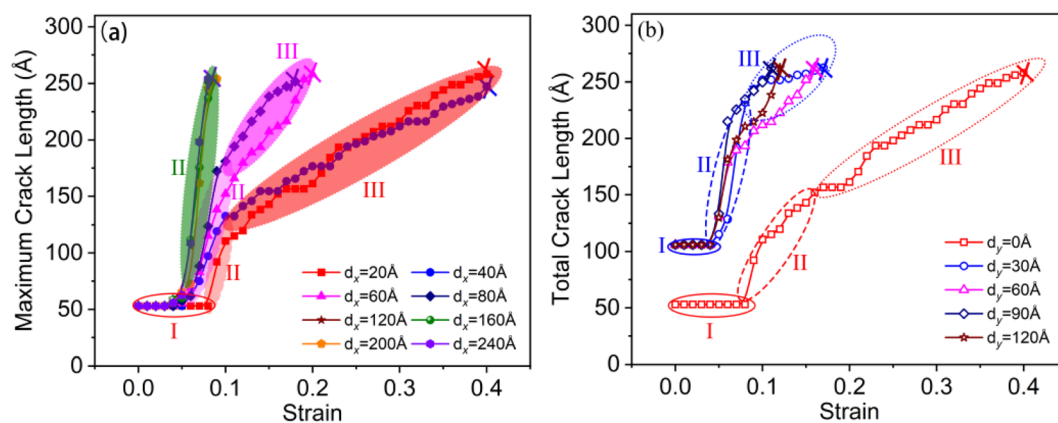 (a)
Maximum Crack Length (Å)
300
250
200
150
100
50
0
0.0 0.1 0.2 0.3 0.4
Strain
I
II
II
II
III
III
dx=20Å dx=40Å
dx=60Å dx=80Å
dx=120Å dx=160Å
dx=200Å dx=240Å
(b)
Total Crack Length (Å)
300
250
200
150
100
50
0
0.0 0.1 0.2 0.3 0.4
Strain
I
I
II
II
III
III
dy=0Å
dy=30Å
dy=60Å
dy=90Å
dy=120Å